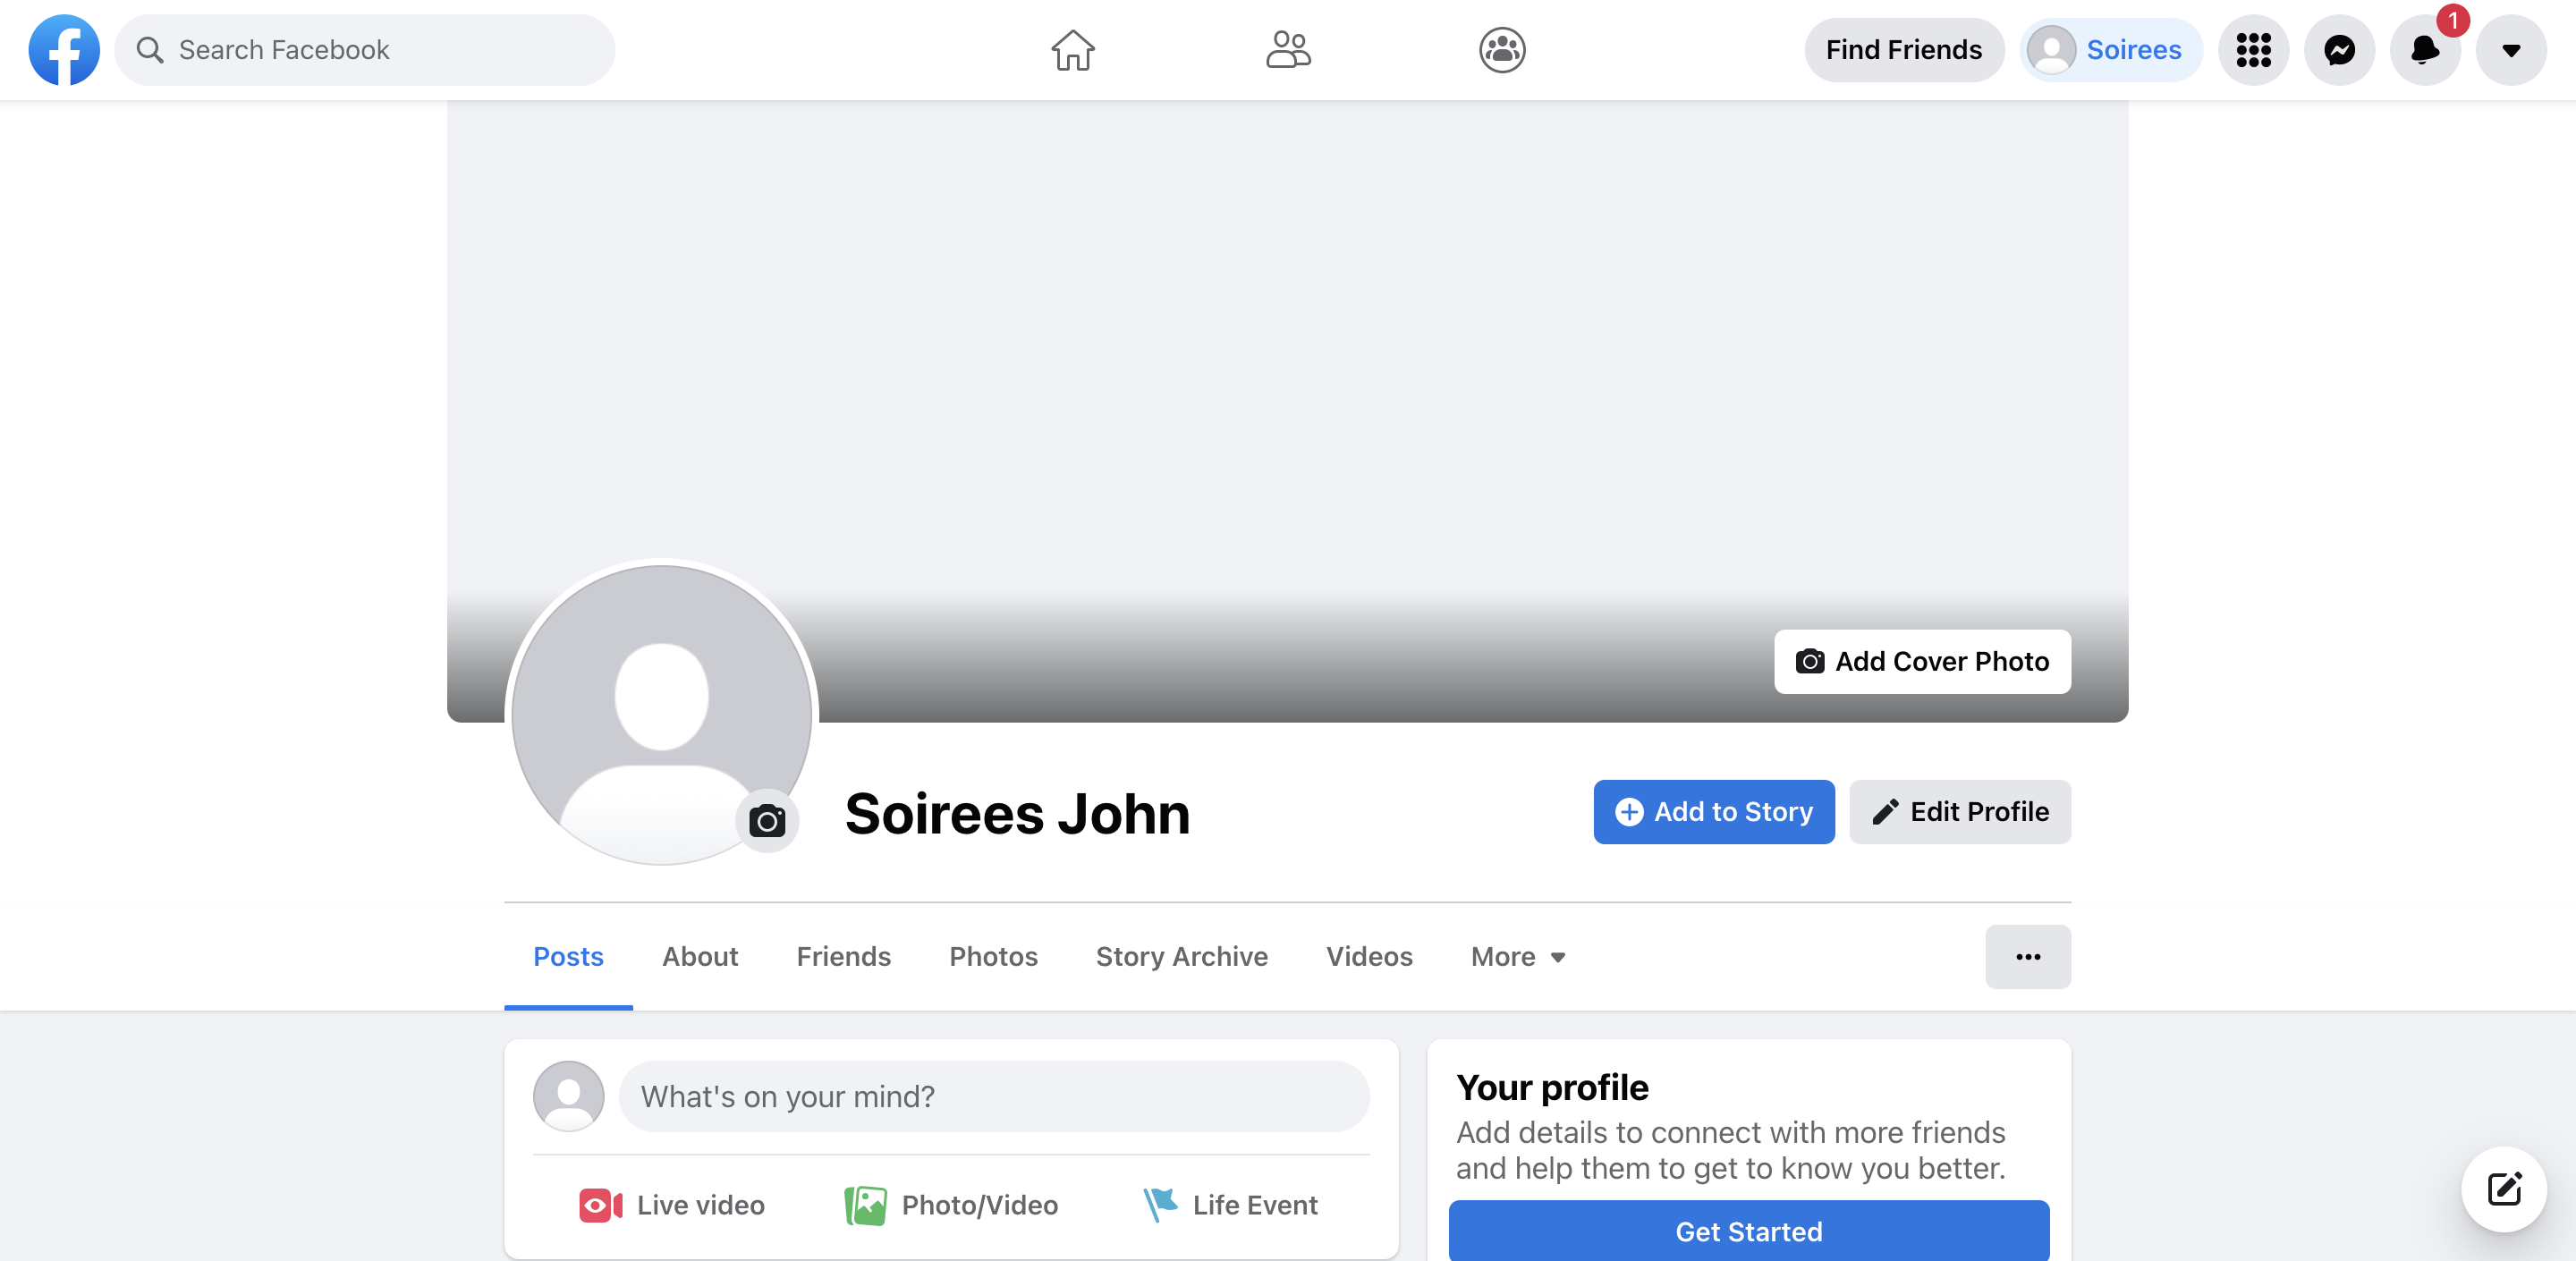 Search Facebook
Find Friends
Soirees
1
Add Cover Photo
Soirees John
Add to Story
Edit Profile
Posts
About
Friends
Photos
Story Archive
Videos
More
What's on your mind?
Live video
Photo/Video
Life Event
Your profile
Add details to connect with more friends
and help them to get to know you better.
Get Started